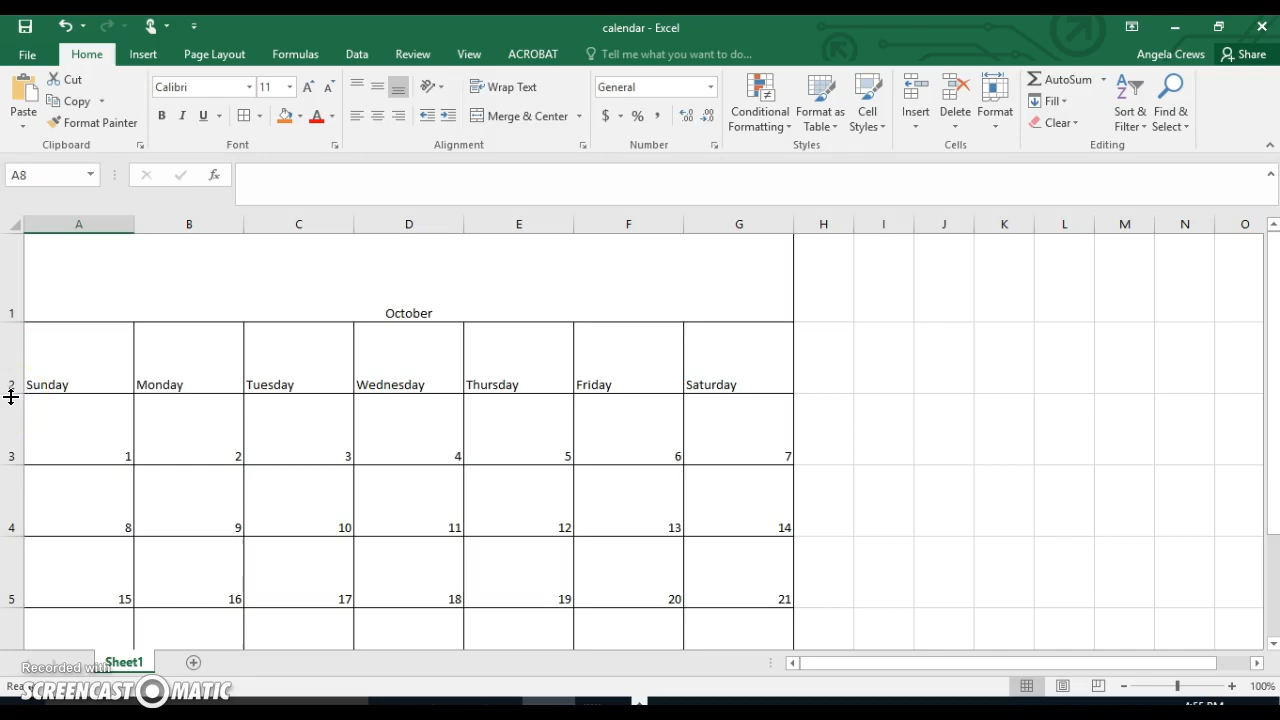 calendar - Excel
File Home Insert Page Layout Formulas Data Review View ACROBAT Tell me what you want to do... Angela Crews Share
Cut Calibri 11 Wrap Text General AutoSum
Copy Fill
Paste Format Painter B I U Merge & Center $ % , Conditional Formatting Format as Table Cell Styles Insert Delete Format Clear Sort & Filter Find & Select
Clipboard Font Alignment Number Styles Cells Editing
A8 fx
A B C D E F G H I J K L M N O
1 October
2 Sunday Monday Tuesday Wednesday Thursday Friday Saturday
3 1 2 3 4 5 6 7
4 8 9 10 11 12 13 14
5 15 16 17 18 19 20 21
Recorded with Sheet1
SCREENCAST MATIC 100%